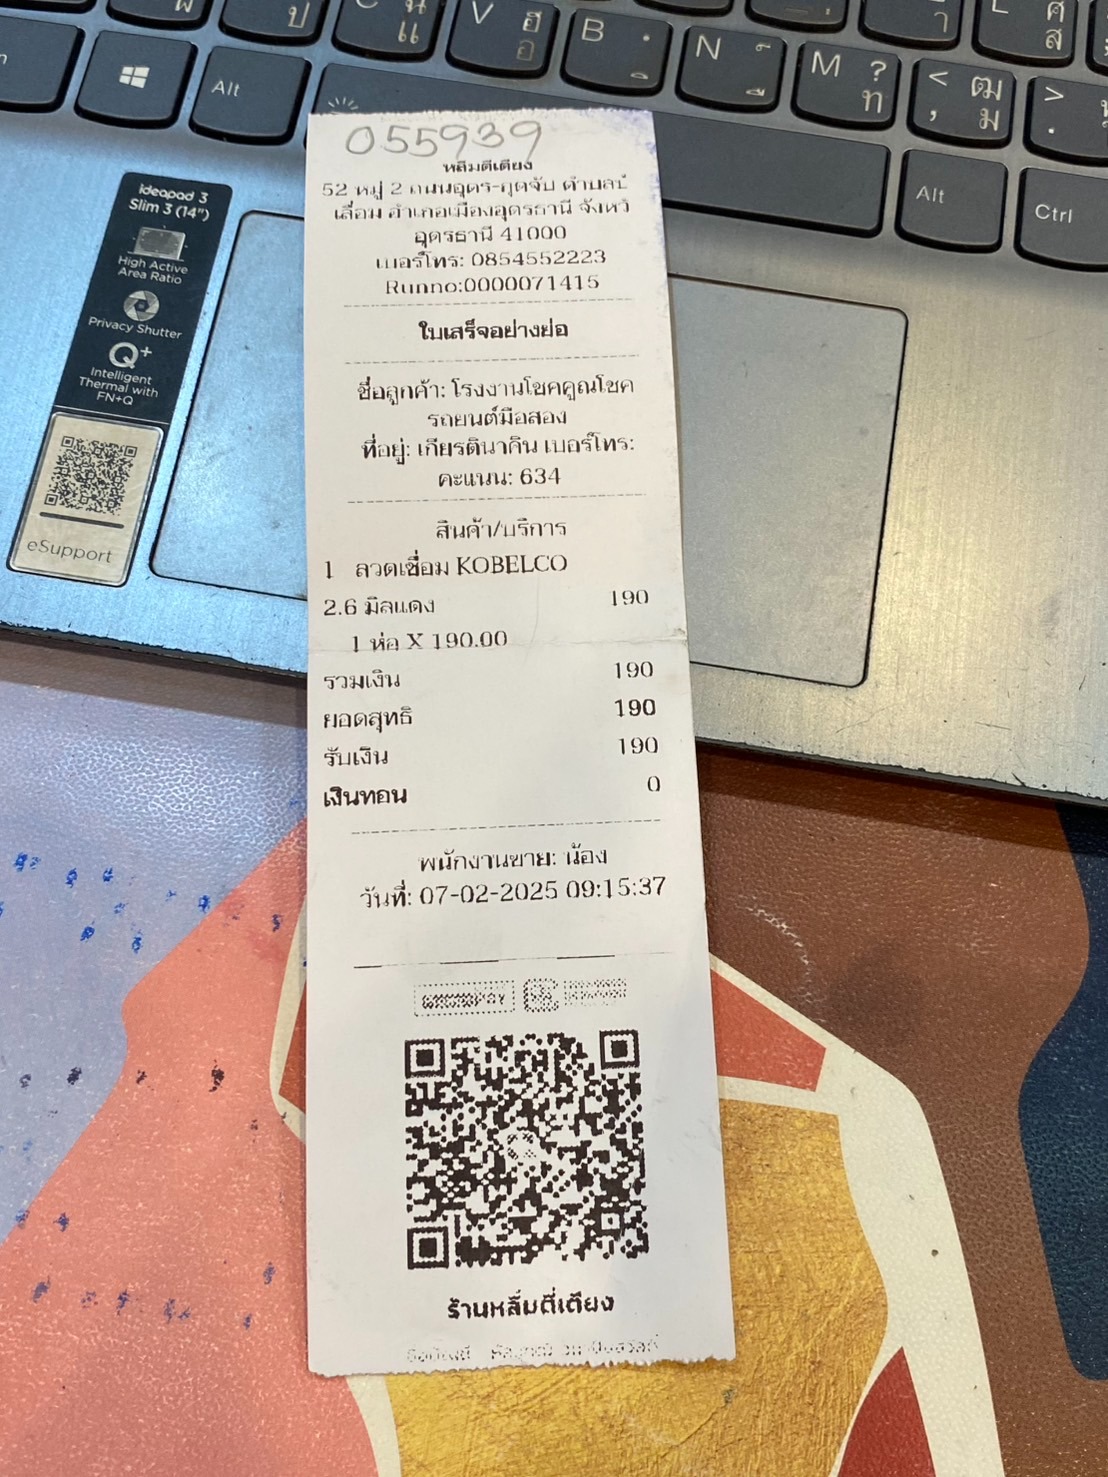 V ฮ อ
B ฺ
N
M ? ท
< ฒ , ม
>
Alt
Alt
Ctrl
ideapad 3
Slim 3 (14")
High Active
Area Ratio
Privacy Shutter
Q+
Intelligent
Thermal with
FN+Q
eSupport
055939
หลิมตีเตียง
52 หมู่ 2 ถนนอุดร-กุดจับ ตำบลบ้
เลื่อม อำเภอเมืองอุดรธานี จังหวั
อุดรธานี 41000
เบอร์โทร: 0854552223
Runno:0000071415
ใบเสร็จอย่างย่อ
ชื่อลูกค้า: โรงงานโชคคูณโชค
รถยนต์มือสอง
ที่อยู่: เกียรตินาคิน เบอร์โทร:
คะแนน: 634
สินค้า/บริการ
1 ลวดเชื่อม KOBELCO
2.6 มิลแดง 190
1 ห่อ X 190.00
รวมเงิน 190
ยอดสุทธิ 190
รับเงิน 190
เงินทอน 0
พนักงานขาย: น้อง
วันที่: 07-02-2025 09:15:37
ร้านหลิ่มตี่เตียง